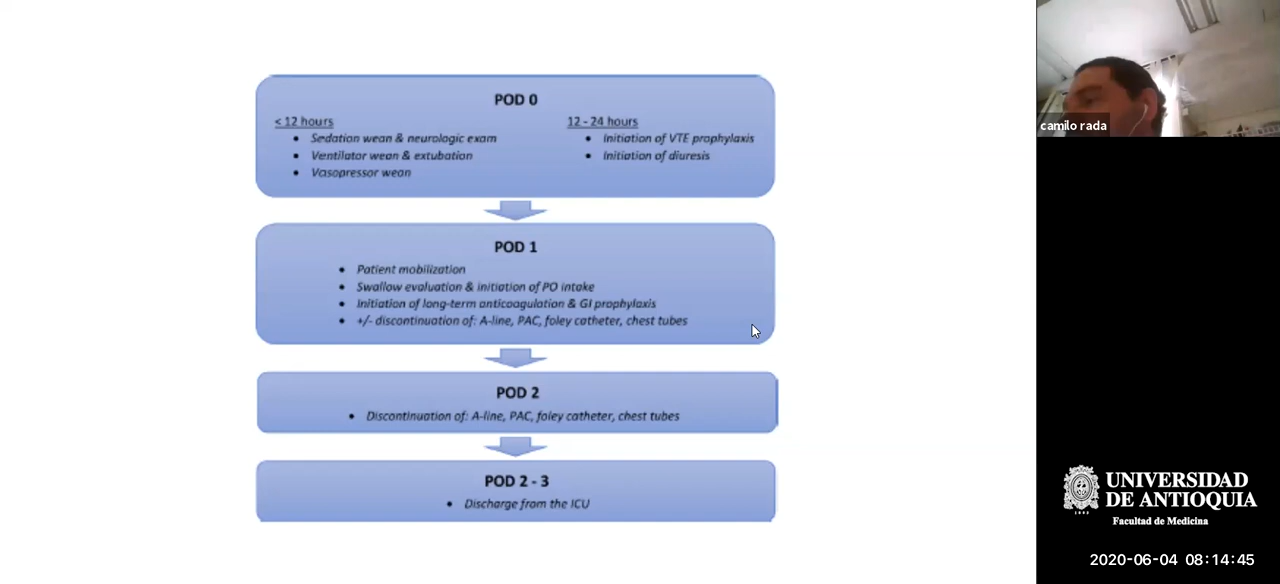 POD 0
< 12 hours
• Sedation wean & neurologic exam
• Ventilator wean & extubation
• Vasopressor wean
12 - 24 hours
• Initiation of VTE prophylaxis
• Initiation of diuresis
POD 1
• Patient mobilization
• Swallow evaluation & initiation of PO intake
• Initiation of long-term anticoagulation & GI prophylaxis
• +/- discontinuation of: A-line, PAC, foley catheter, chest tubes
POD 2
• Discontinuation of: A-line, PAC, foley catheter, chest tubes
POD 2 - 3
• Discharge from the ICU
camilo rada
UNIVERSIDAD
DE ANTIOQUIA
Facultad de Medicina
2020-06-04 08:14:45